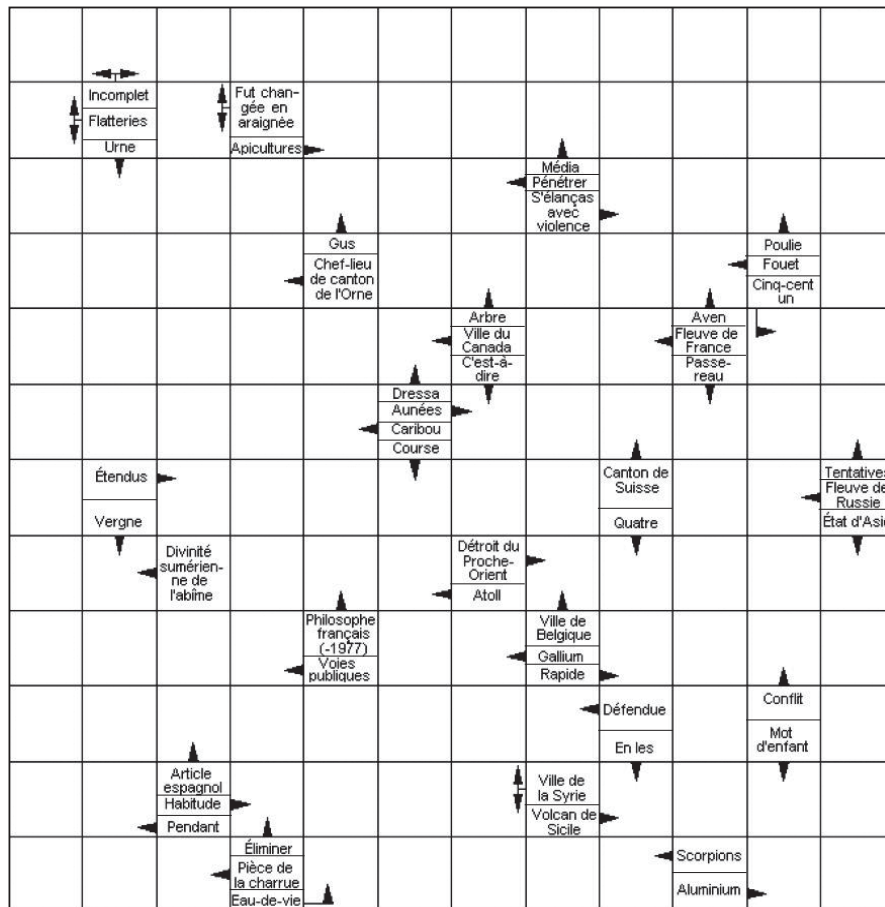 Incomplet
Flatteries
Urne
Fut chan-
gée en
araignée
Apicultures
Média
Pénétrer
S'élanças
avec
violence
Gus
Chef-lieu
de canton
de l'Orne
Poulie
Fouet
Cinq-cent
un
Arbre
Ville du
Canada
C'est-à-
dire
Aven
Fleuve de
France
Passe-
reau
Dressa
Aunées
Caribou
Course
Étendus
Vergne
Canton de
Suisse
Quatre
Tentatives
Fleuve de
Russie
État d'Asie
Divinité
sumérien-
ne de
l'abîme
Détroit du
Proche-
Orient
Atoll
Philosophe
français
(-1977)
Voies
publiques
Ville de
Belgique
Gallium
Rapide
Défendue
En les
Conflit
Mot
d'enfant
Article
espagnol
Habitude
Pendant
Ville de
la Syrie
Volcan de
Sicile
Éliminer
Pièce de
la charrue
Eau-de-vie
Scorpions
Aluminium